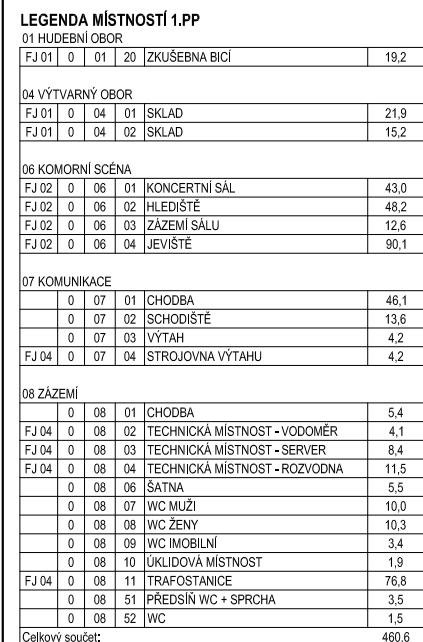 LEGENDA MÍSTNOSTÍ 1.PP
01 HUDEBNÍ OBOR
FJ 01 0 01 20 ZKUŠEBNA BICÍ 19,2
04 VÝTVARNÝ OBOR
FJ 01 0 04 01 SKLAD 21,9
FJ 01 0 04 02 SKLAD 15,2
06 KOMORNÍ SCÉNA
FJ 02 0 06 01 KONCERTNÍ SÁL 43,0
FJ 02 0 06 02 HLEDIŠTĚ 48,2
FJ 02 0 06 03 ZÁZEMÍ SÁLU 12,6
FJ 02 0 06 04 JEVIŠTĚ 90,1
07 KOMUNIKACE
0 07 01 CHODBA 46,1
0 07 02 SCHODIŠTĚ 13,6
0 07 03 VÝTAH 4,2
FJ 04 0 07 04 STROJOVNA VÝTAHU 4,2
08 ZÁZEMÍ
0 08 01 CHODBA 5,4
FJ 04 0 08 02 TECHNICKÁ MÍSTNOST - VODOMĚR 4,1
FJ 04 0 08 03 TECHNICKÁ MÍSTNOST - SERVER 8,4
FJ 04 0 08 04 TECHNICKÁ MÍSTNOST - ROZVODNA 11,5
0 08 06 ŠATNA 5,5
0 08 07 WC MUŽI 10,0
0 08 08 WC ŽENY 10,3
0 08 09 WC IMOBILNÍ 3,4
0 08 10 ÚKLIDOVÁ MÍSTNOST 1,9
FJ 04 0 08 11 TRAFOSTANICE 76,8
0 08 51 PŘEDSÍŇ WC + SPRCHA 3,5
0 08 52 WC 1,5
Celkový součet: 460,6